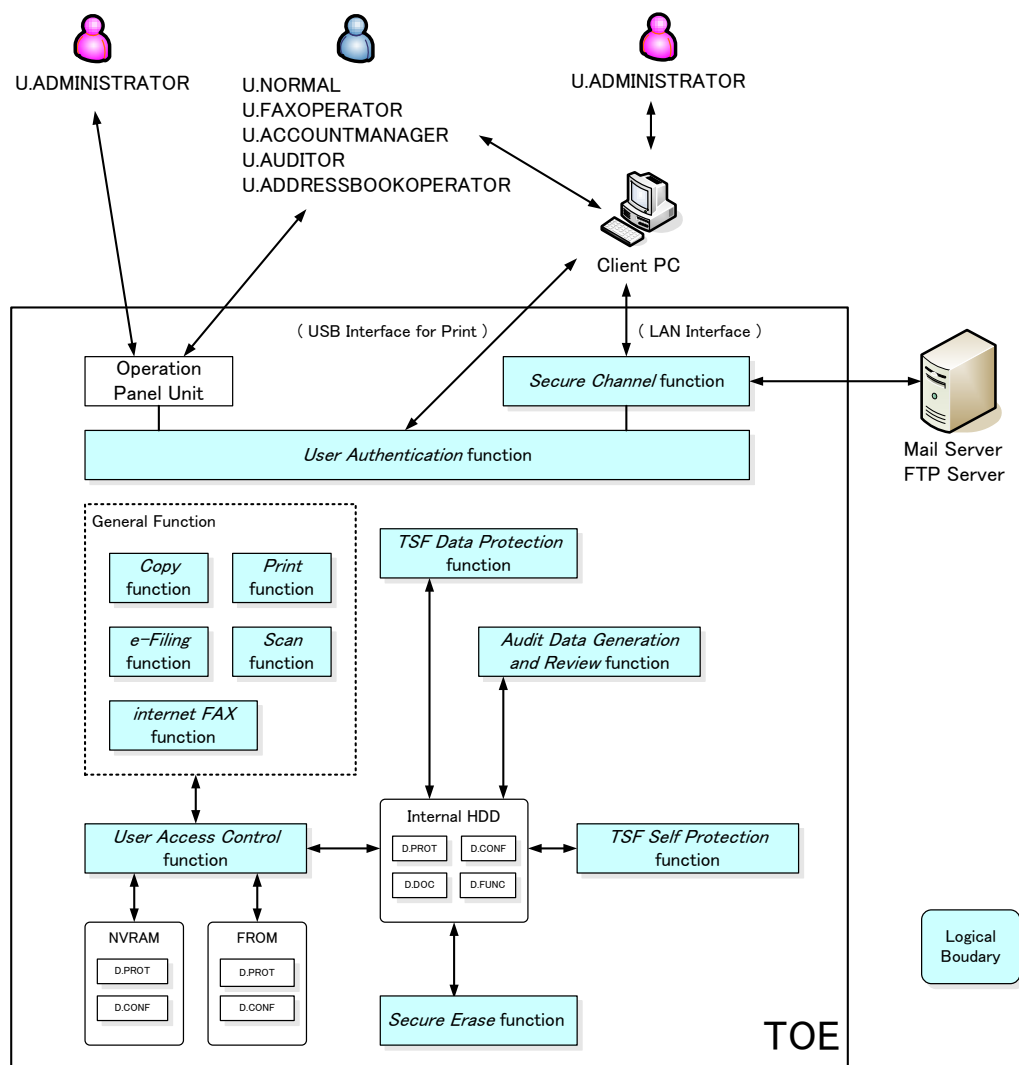 U.ADMINISTRATOR
U.NORMAL
U.FAXOPERATOR
U.ACCOUNTMANAGER
U.AUDITOR
U.ADDRESSBOOKOPERATOR
U.ADMINISTRATOR
Client PC
( USB Interface for Print )
( LAN Interface )
Operation
Panel Unit
Secure Channel function
User Authentication function
Mail Server
FTP Server
General Function
Copy
function
Print
function
e-Filing
function
Scan
function
internet FAX
function
TSF Data Protection
function
Audit Data Generation
and Review function
User Access Control
function
Internal HDD
D.PROT
D.CONF
D.DOC
D.FUNC
TSF Self Protection
function
NVRAM
D.PROT
D.CONF
FROM
D.PROT
D.CONF
Secure Erase function
Logical
Boudary
TOE